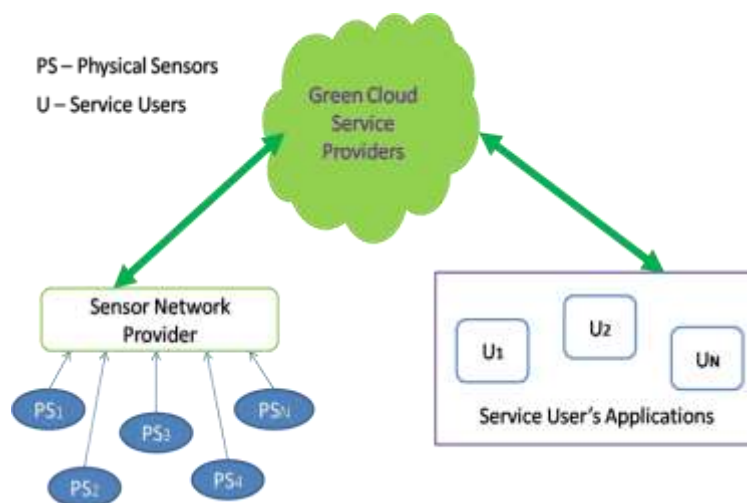 PS – Physical Sensors
U – Service Users
Green Cloud
Service
Providers
Sensor Network
Provider
PS1
PS2
PS3
PS4
PSN
U1
U2
UN
Service User's Applications